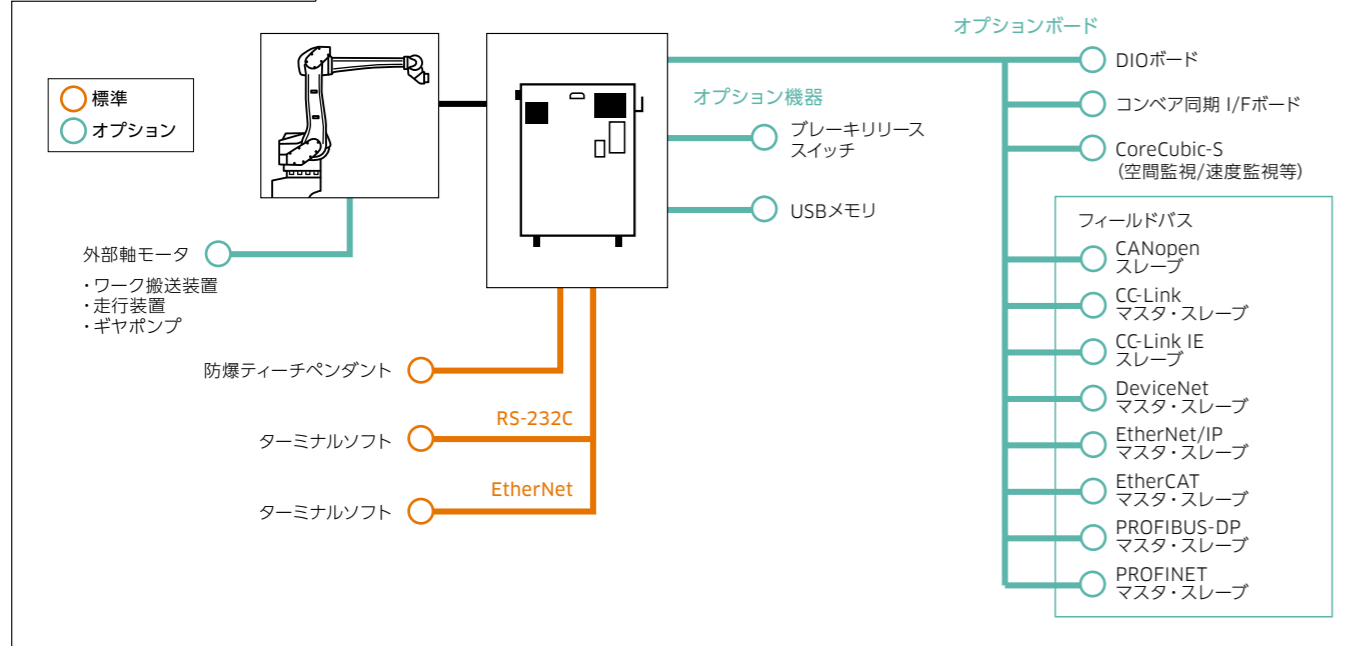 標準
オプション
外部軸モータ
・ワーク搬送装置
・走行装置
・ギヤポンプ
防爆ティーチペンダント
RS-232C
ターミナルソフト
EtherNet
ターミナルソフト
オプション機器
ブレーキリリース
スイッチ
USBメモリ
オプションボード
DIOボード
コンベア同期 I/Fボード
CoreCubic-S
(空間監視/速度監視等)
フィールドバス
CANopen
スレーブ
CC-Link
マスタ・スレーブ
CC-Link IE
スレーブ
DeviceNet
マスタ・スレーブ
EtherNet/IP
マスタ・スレーブ
EtherCAT
マスタ・スレーブ
PROFIBUS-DP
マスタ・スレーブ
PROFINET
マスタ・スレーブ